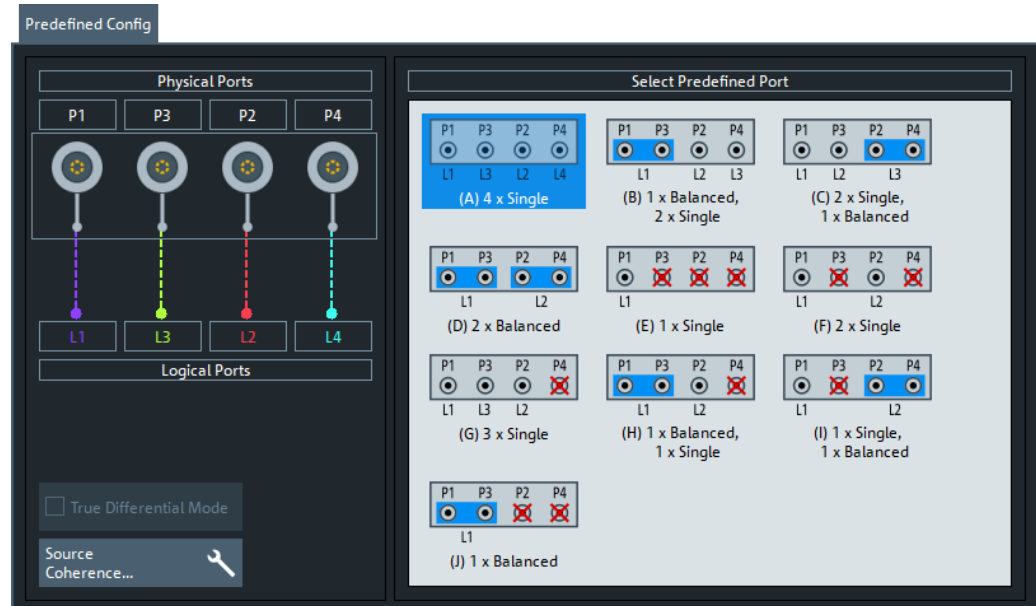 Predefined Config
Physical Ports
P1 P3 P2 P4
L1 L3 L2 L4
Logical Ports
True Differential Mode
Source
Coherence...
Select Predefined Port
P1 P3 P2 P4
L1 L3 L2 L4
(A) 4 x Single
P1 P3 P2 P4
L1 L2 L3
(B) 1 x Balanced,
2 x Single
P1 P3 P2 P4
L1 L2 L3
(C) 2 x Single,
1 x Balanced
P1 P3 P2 P4
L1 L2
(D) 2 x Balanced
P1 P3 P2 P4
L1
(E) 1 x Single
P1 P3 P2 P4
L1 L2
(F) 2 x Single
P1 P3 P2 P4
L1 L3 L2
(G) 3 x Single
P1 P3 P2 P4
L1 L2
(H) 1 x Balanced,
1 x Single
P1 P3 P2 P4
L1 L2
(I) 1 x Single,
1 x Balanced
P1 P3 P2 P4
L1
(J) 1 x Balanced